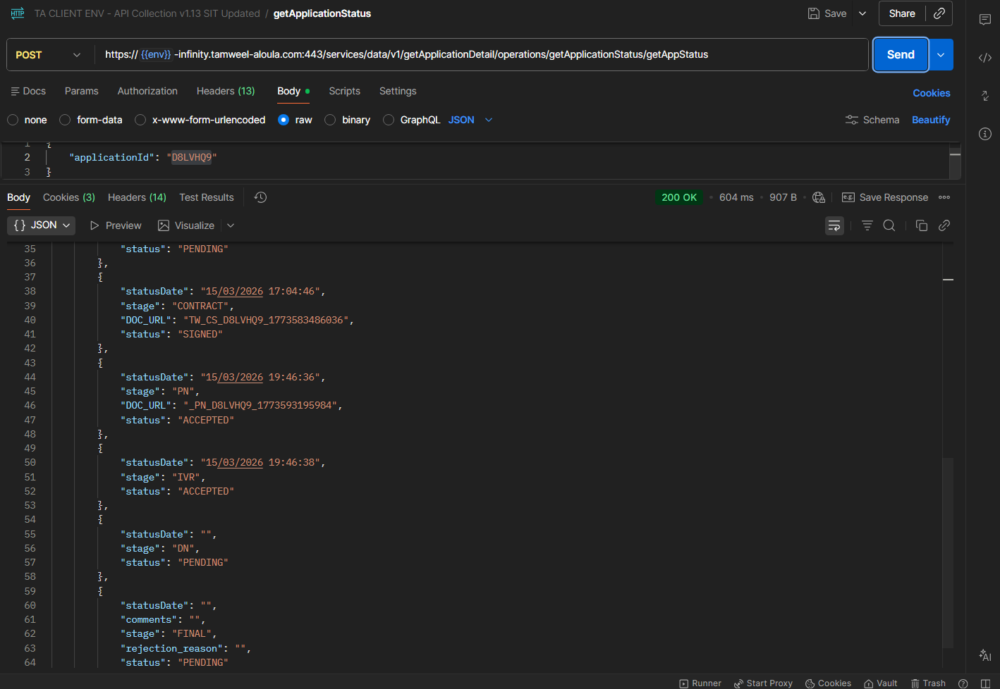 HTTP TA CLIENT ENV - API Collection v1.13 SIT Updated / getApplicationStatus Save Share
POST https:// {{env}} -infinity.tamweel-aloula.com:443/services/data/v1/getApplicationDetail/operations/getApplicationStatus/getAppStatus Send
Docs Params Authorization Headers (13) Body Scripts Settings Cookies
none form-data x-www-form-urlencoded raw binary GraphQL JSON Schema Beautify
1 {
2 "applicationId": "D8LVHQ9"
3 }
Body Cookies (3) Headers (14) Test Results 200 OK 604 ms 907 B e.g. Save Response
{} JSON Preview Visualize
35 "status": "PENDING"
36 },
37 {
38 "statusDate": "15/03/2026 17:04:46",
39 "stage": "CONTRACT",
40 "DOC_URL": "TW_CS_D8LVHQ9_1773583486036",
41 "status": "SIGNED"
42 },
43 {
44 "statusDate": "15/03/2026 19:46:36",
45 "stage": "PN",
46 "DOC_URL": "_PN_D8LVHQ9_1773593195984",
47 "status": "ACCEPTED"
48 },
49 {
50 "statusDate": "15/03/2026 19:46:38",
51 "stage": "IVR",
52 "status": "ACCEPTED"
53 },
54 {
55 "statusDate": "",
56 "stage": "DN",
57 "status": "PENDING"
58 },
59 {
60 "statusDate": "",
61 "comments": "",
62 "stage": "FINAL",
63 "rejection_reason": "",
64 "status": "PENDING"
AI
Runner Start Proxy Cookies Vault Trash